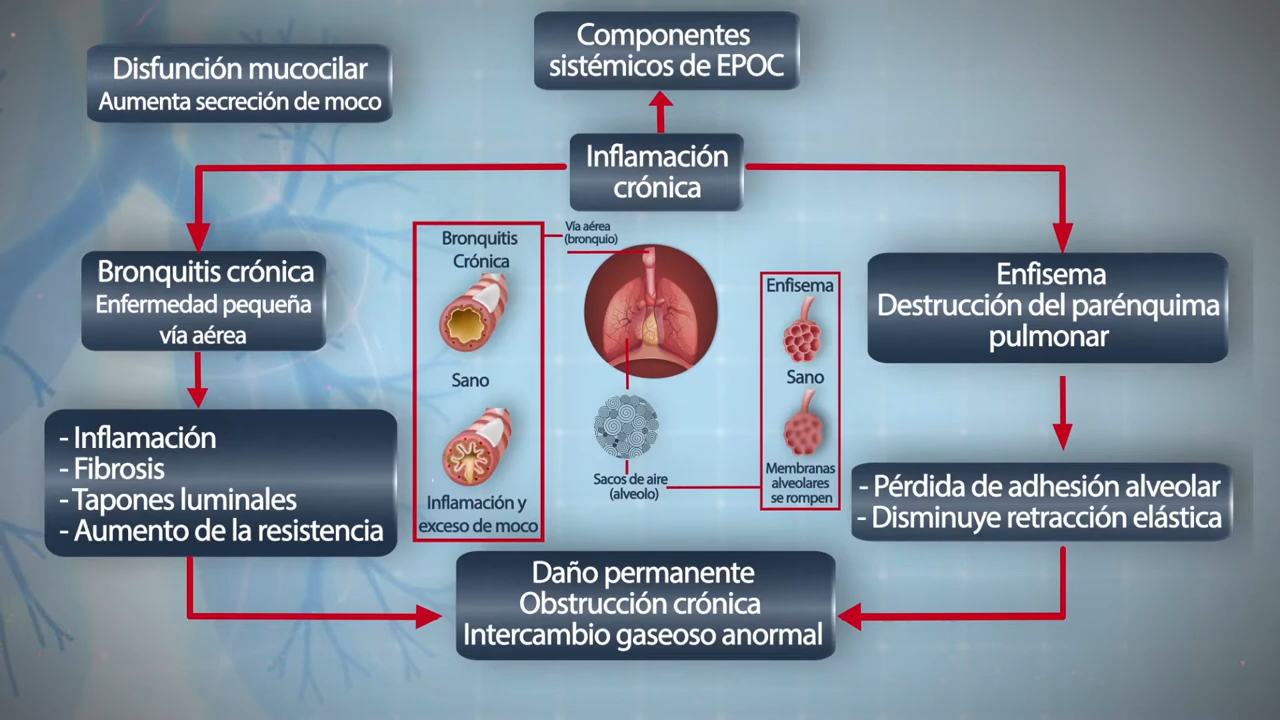 Componentes
sistémicos de EPOC
Disfunción mucocilar
Aumenta secreción de moco
Inflamación
crónica
Bronquitis crónica
Enfermedad pequeña
vía aérea
- Inflamación
- Fibrosis
- Tapones luminales
- Aumento de la resistencia
Bronquitis
Crónica
Sano
Inflamación y
exceso de moco
Vía aérea
(bronquio)
Sacos de aire
(alveolo)
Enfisema
Sano
Membranas
alveolares
se rompen
Enfisema
Destrucción del parénquima
pulmonar
- Pérdida de adhesión alveolar
- Disminuye retracción elástica
Daño permanente
Obstrucción crónica
Intercambio gaseoso anormal